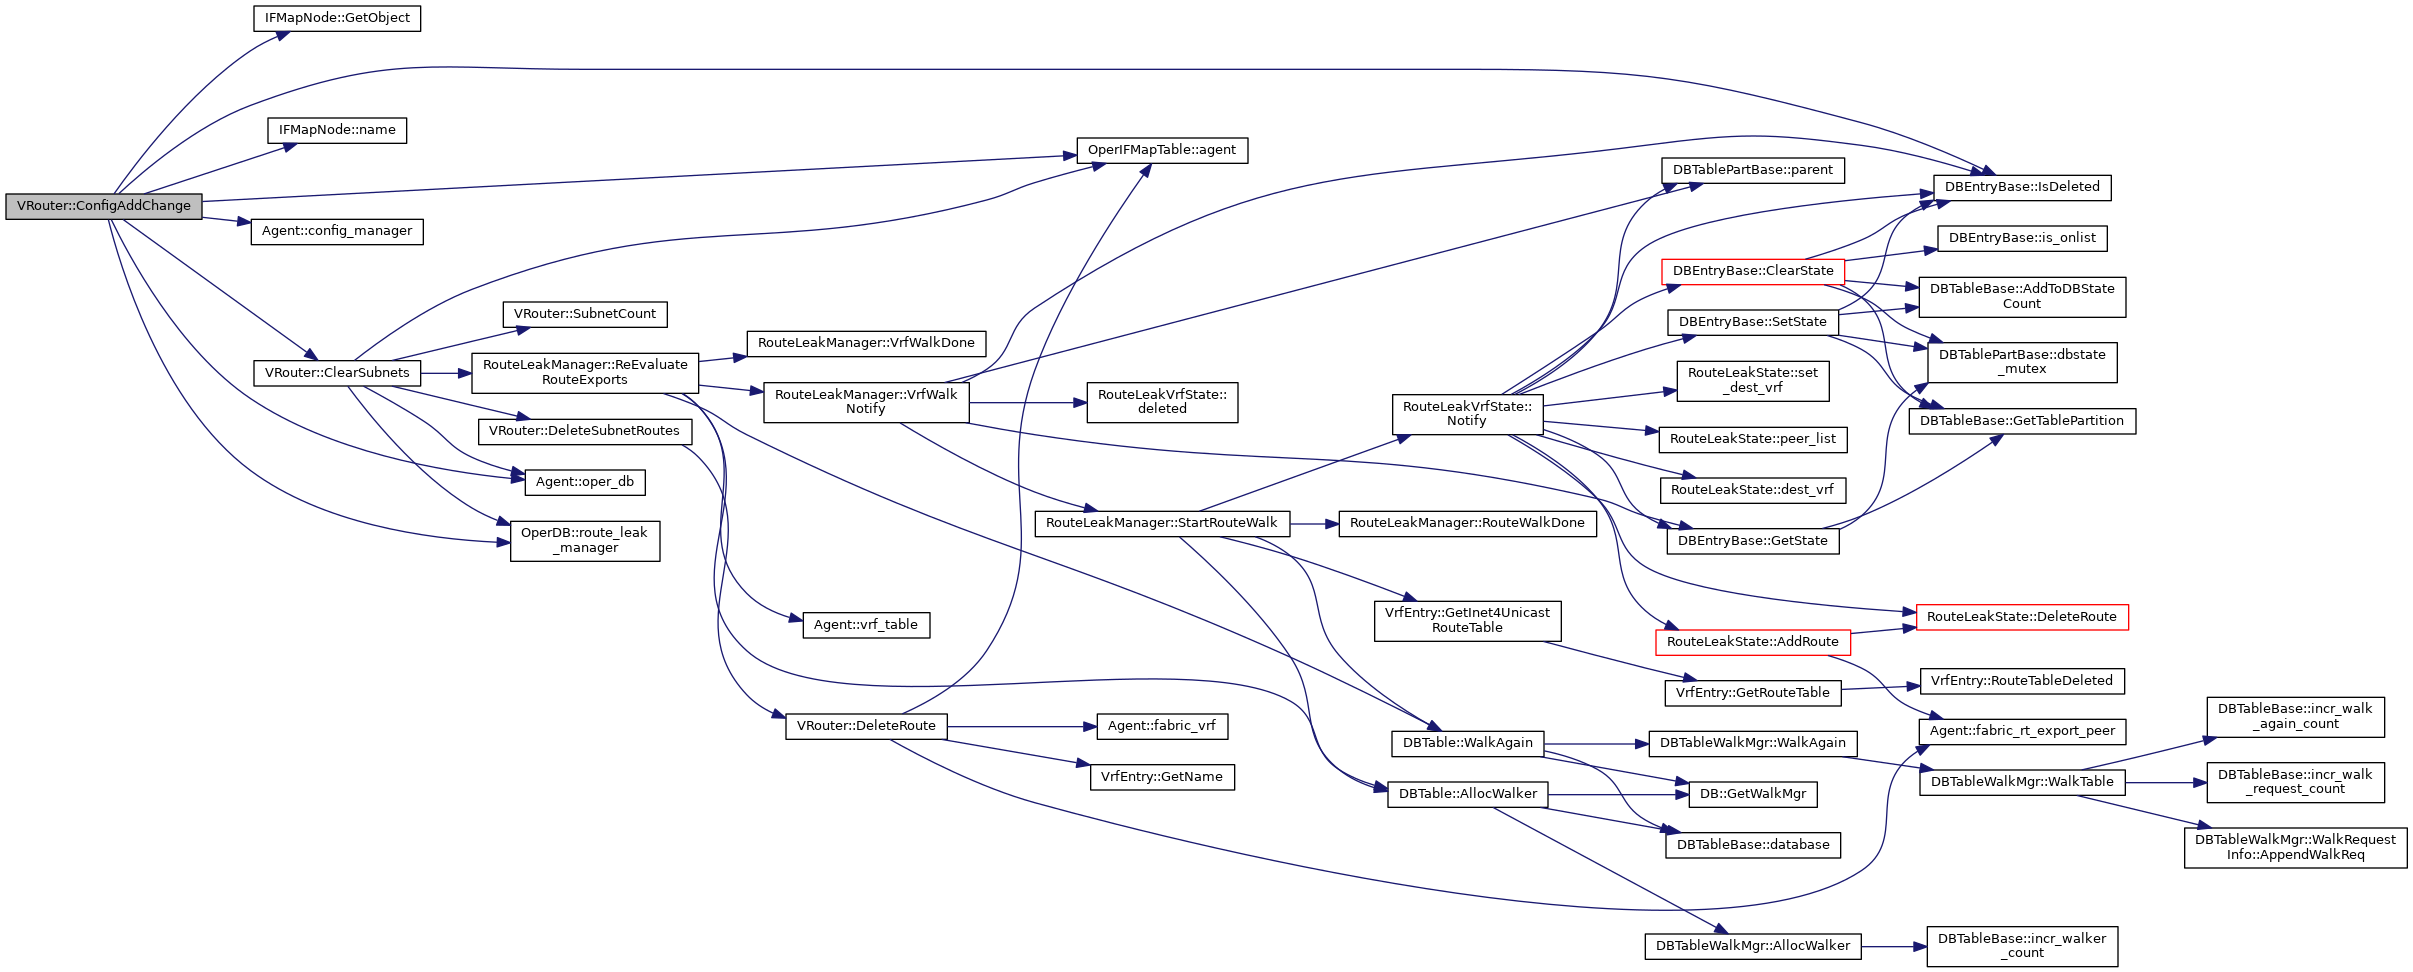 IFMapNode::GetObject
IFMapNode::name
VRouter::ConfigAddChange
Agent::config_manager
VRouter::ClearSubnets
VRouter::SubnetCount
RouteLeakManager::ReEvaluate
RouteExports
VRouter::DeleteSubnetRoutes
Agent::oper_db
OperDB::route_leak
_manager
RouteLeakManager::VrfWalkDone
RouteLeakManager::VrfWalk
Notify
Agent::vrf_table
VRouter::DeleteRoute
OperIFMapTable::agent
RouteLeakVrfState::
deleted
RouteLeakManager::StartRouteWalk
Agent::fabric_vrf
VrfEntry::GetName
RouteLeakVrfState::
Notify
RouteLeakManager::RouteWalkDone
VrfEntry::GetInet4Unicast
RouteTable
DBTable::WalkAgain
DBTable::AllocWalker
DBTablePartBase::parent
DBEntryBase::ClearState
DBEntryBase::SetState
RouteLeakState::set
_dest_vrf
RouteLeakState::peer_list
RouteLeakState::dest_vrf
DBEntryBase::GetState
RouteLeakState::AddRoute
VrfEntry::GetRouteTable
DBTableWalkMgr::WalkAgain
DB::GetWalkMgr
DBTableBase::database
DBTableWalkMgr::AllocWalker
DBEntryBase::IsDeleted
DBEntryBase::is_onlist
DBTableBase::AddToDBState
Count
DBTablePartBase::dbstate
_mutex
DBTableBase::GetTablePartition
RouteLeakState::DeleteRoute
VrfEntry::RouteTableDeleted
Agent::fabric_rt_export_peer
DBTableWalkMgr::WalkTable
DBTableBase::incr_walker
_count
DBTableBase::incr_walk
_again_count
DBTableBase::incr_walk
_request_count
DBTableWalkMgr::WalkRequest
Info::AppendWalkReq